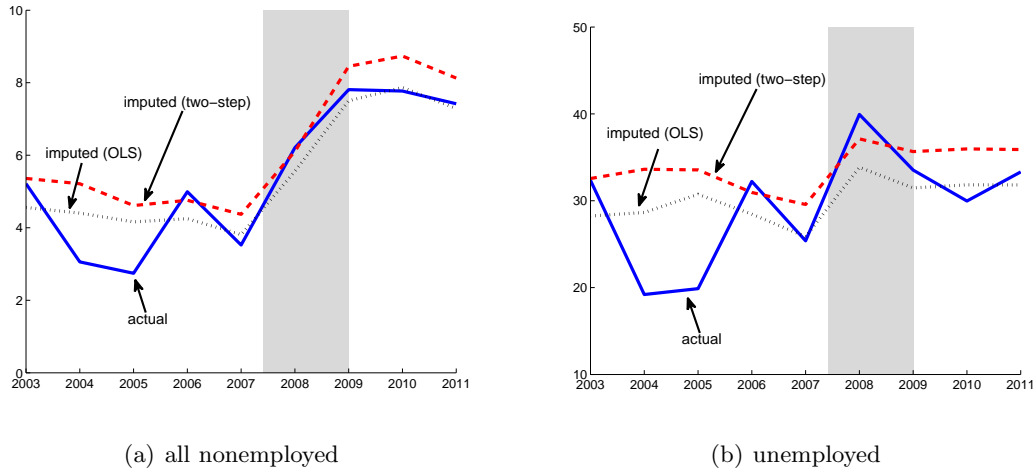 10
8
6
4
2
0
2003 2004 2005 2006 2007 2008 2009 2010 2011
imputed (two−step)
imputed (OLS)
actual
(a) all nonemployed
50
40
30
20
10
2003 2004 2005 2006 2007 2008 2009 2010 2011
imputed (two−step)
imputed (OLS)
actual
(b) unemployed